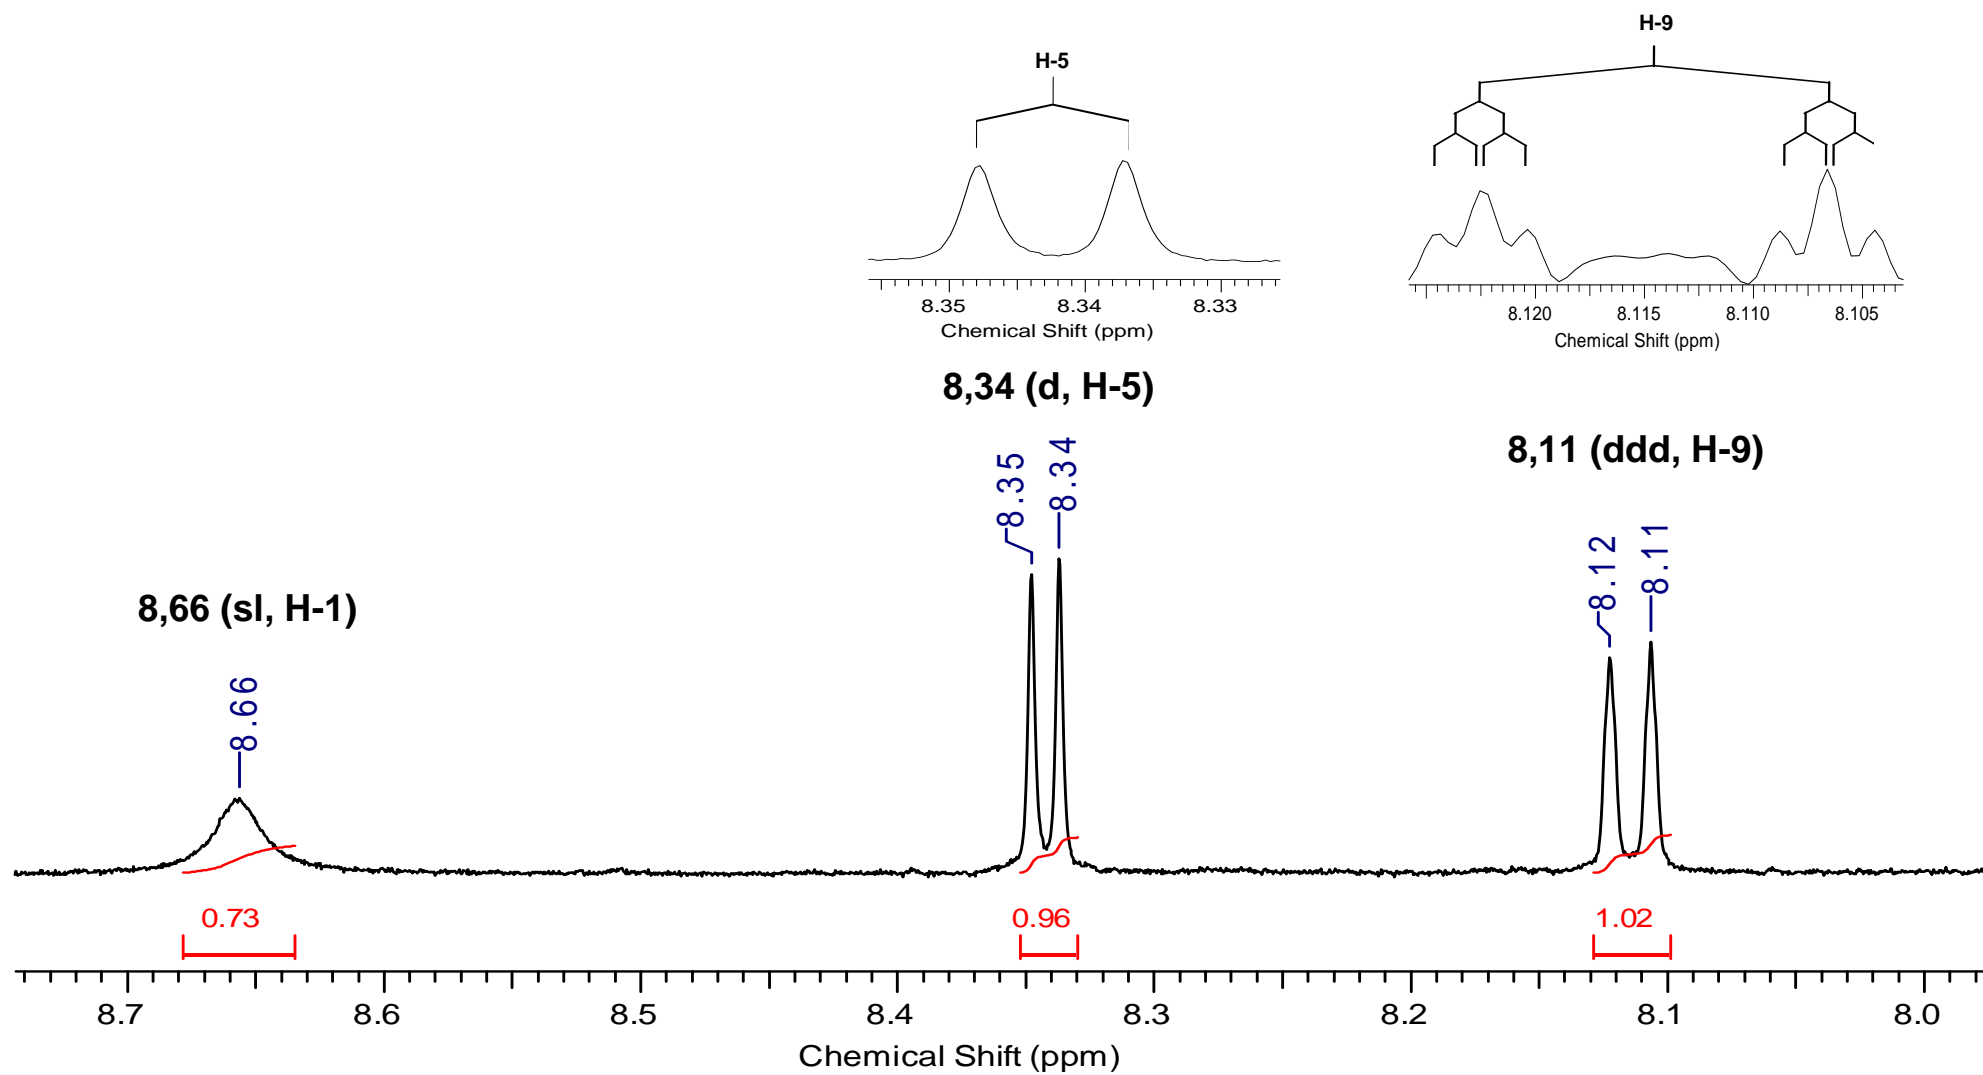 H-9
H-5
8.35 8.34 8.33
Chemical Shift (ppm)
8.120 8.115 8.110 8.105
Chemical Shift (ppm)
8,34 (d, H-5)
8,11 (ddd, H-9)
8.35
8.34
8.12
8.11
8,66 (sl, H-1)
8.66
0.73 0.96 1.02
8.7 8.6 8.5 8.4 8.3 8.2 8.1 8.0
Chemical Shift (ppm)